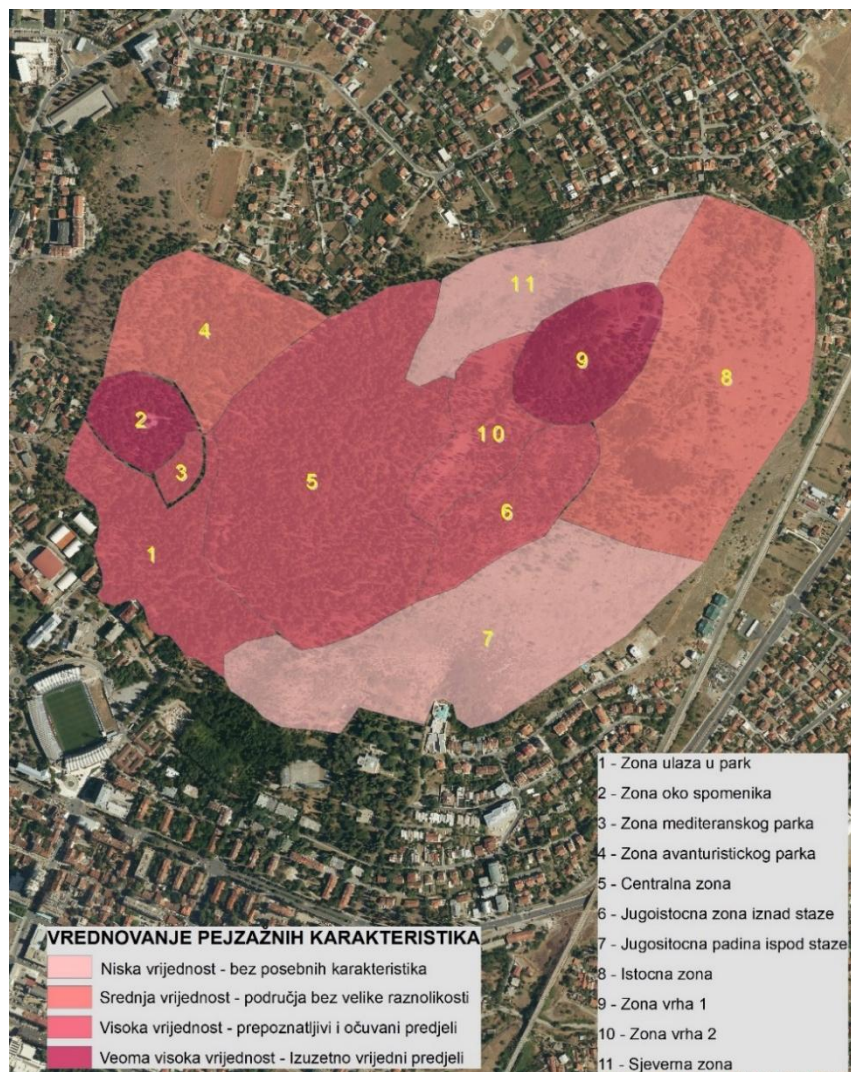 11
4
9
8
2
10
3
5
6
1
7
1 - Zona ulaza u park
2 - Zona oko spomenika
3 - Zona mediteranskog parka
4 - Zona avanturistickog parka
5 - Centralna zona
6 - Jugoistocna zona iznad staze
7 - Jugositocna padina ispod staze
8 - Istocna zona
9 - Zona vrha 1
10 - Zona vrha 2
11 - Sjeverna zona
VREDNOVANJE PEJZAŽNIH KARAKTERISTIKA
Niska vrijednost - bez posebnih karakteristika
Srednja vrijednost - područja bez velike raznolikosti
Visoka vrijednost - prepoznatljivi i očuvani predjeli
Veoma visoka vrijednost - Izuzetno vrijedni predjeli